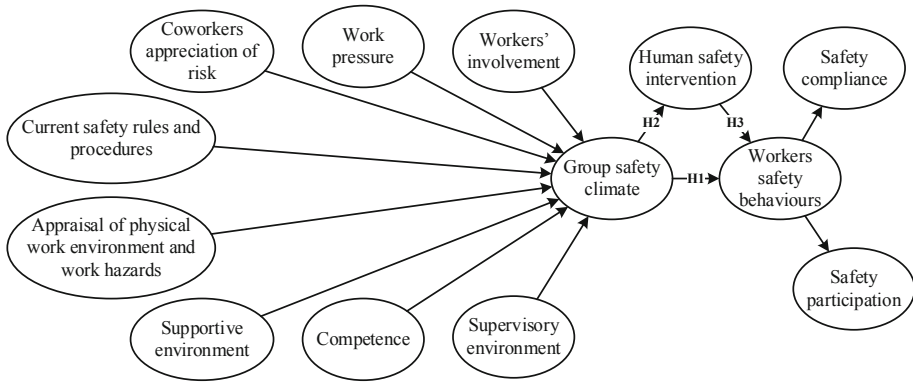 Coworkers
appreciation of
risk
Work
pressure
Workers'
involvement
Human safety
intervention
Safety
compliance
Current safety rules and
procedures
H2
H3
Group safety
climate
H1
Workers
safety
behaviours
Appraisal of physical
work environment and
work hazards
Safety
participation
Supportive
environment
Competence
Supervisory
environment